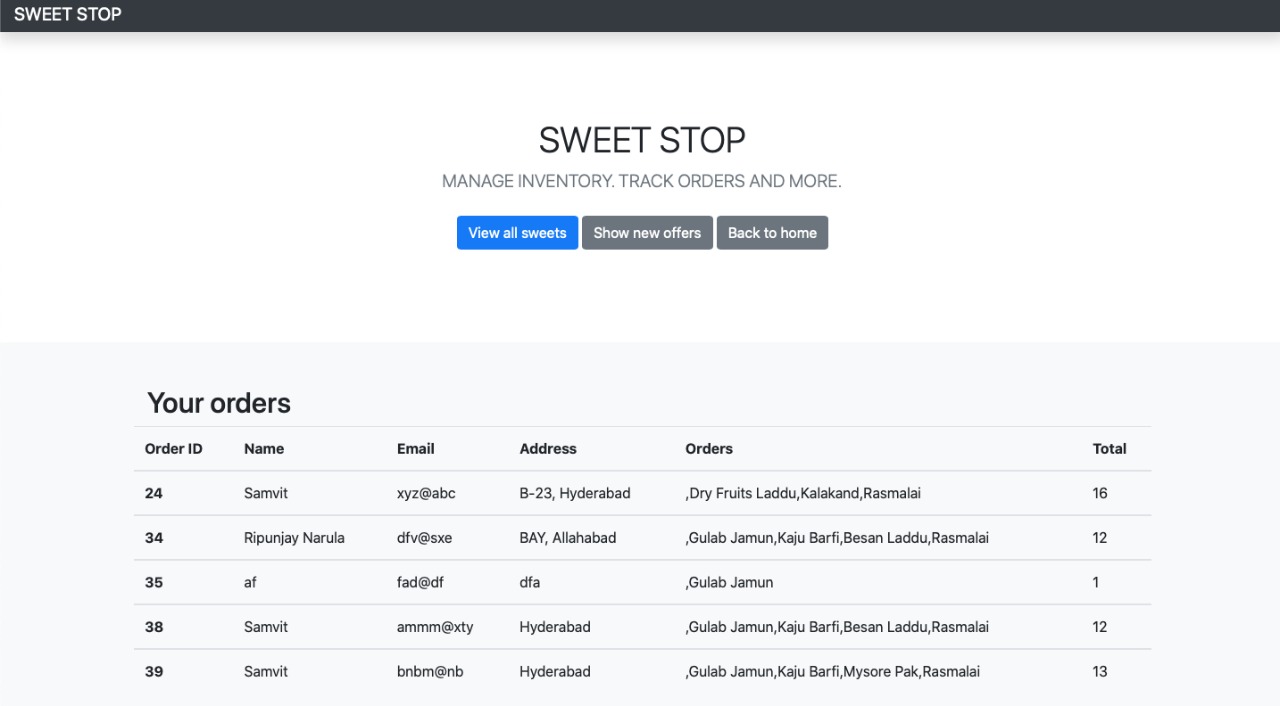 SWEET STOP
SWEET STOP
MANAGE INVENTORY. TRACK ORDERS AND MORE.
View all sweets Show new offers Back to home
Your orders
Order ID Name Email Address Orders Total
24 Samvit xyz@abc B-23, Hyderabad ,Dry Fruits Laddu,Kalakand,Rasmalai 16
34 Ripunjay Narula dfv@sxe BAY, Allahabad ,Gulab Jamun,Kaju Barfi,Besan Laddu,Rasmalai 12
35 af fad@df dfa ,Gulab Jamun 1
38 Samvit ammm@xty Hyderabad ,Gulab Jamun,Kaju Barfi,Besan Laddu,Rasmalai 12
39 Samvit bnbm@nb Hyderabad ,Gulab Jamun,Kaju Barfi,Mysore Pak,Rasmalai 13